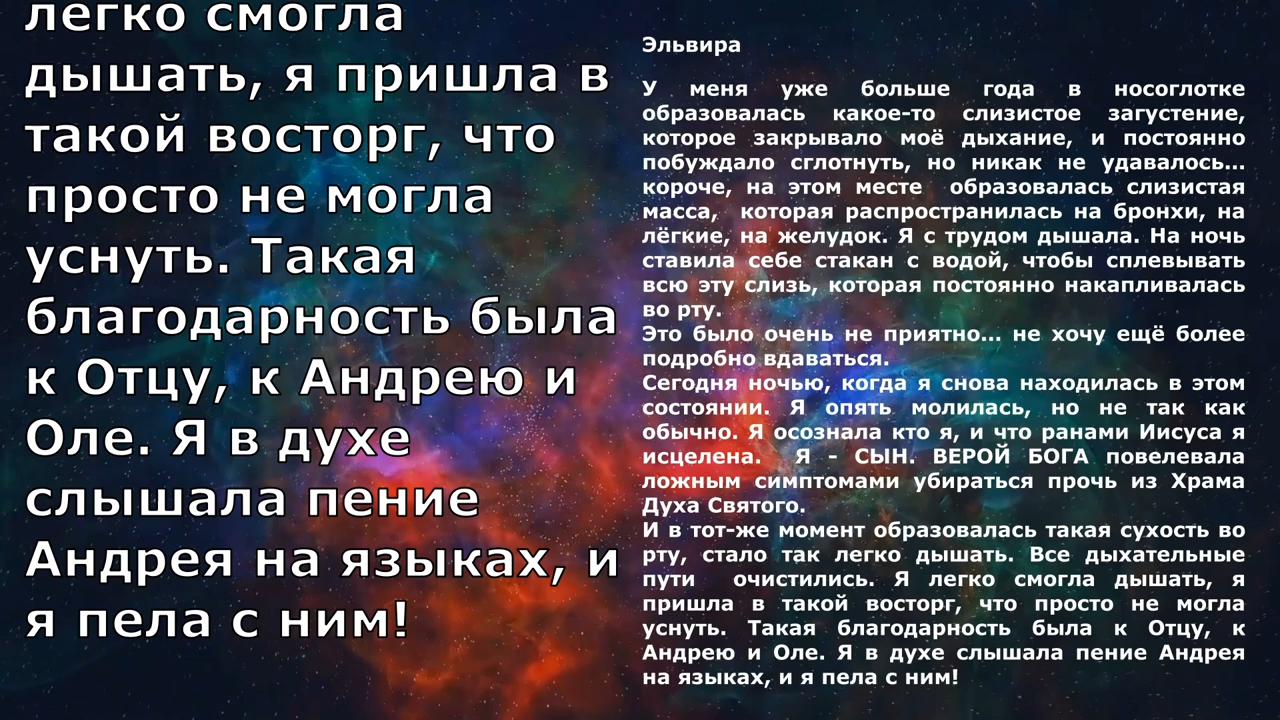 легко смогла
дышать, я пришла в
такой восторг, что
просто не могла
уснуть. Такая
благодарность была
к Отцу, к Андрею и
Оле. Я в духе
слышала пение
Андрея на языках, и
я пела с ним!
Эльвира
У меня уже больше года в носоглотке
образовалась какое-то слизистое загустение,
которое закрывало моё дыхание, и постоянно
побуждало сглотнуть, но никак не удавалось...
короче, на этом месте образовалась слизистая
масса, которая распространилась на бронхи, на
лёгкие, на желудок. Я с трудом дышала. На ночь
ставила себе стакан с водой, чтобы сплевывать
всю эту слизь, которая постоянно накапливалась
во рту.
Это было очень не приятно... не хочу ещё более
подробно вдаваться.
Сегодня ночью, когда я снова находилась в этом
состоянии. Я опять молилась, но не так как
обычно. Я осознала кто я, и что ранами Иисуса я
исцелена. Я - СЫН. ВЕРОЙ БОГА повелевала
ложным симптомами убираться прочь из Храма
Духа Святого.
И в тот-же момент образовалась такая сухость во
рту, стало так легко дышать. Все дыхательные
пути очистились. Я легко смогла дышать, я
пришла в такой восторг, что просто не могла
уснуть. Такая благодарность была к Отцу, к
Андрею и Оле. Я в духе слышала пение Андрея
на языках, и я пела с ним!